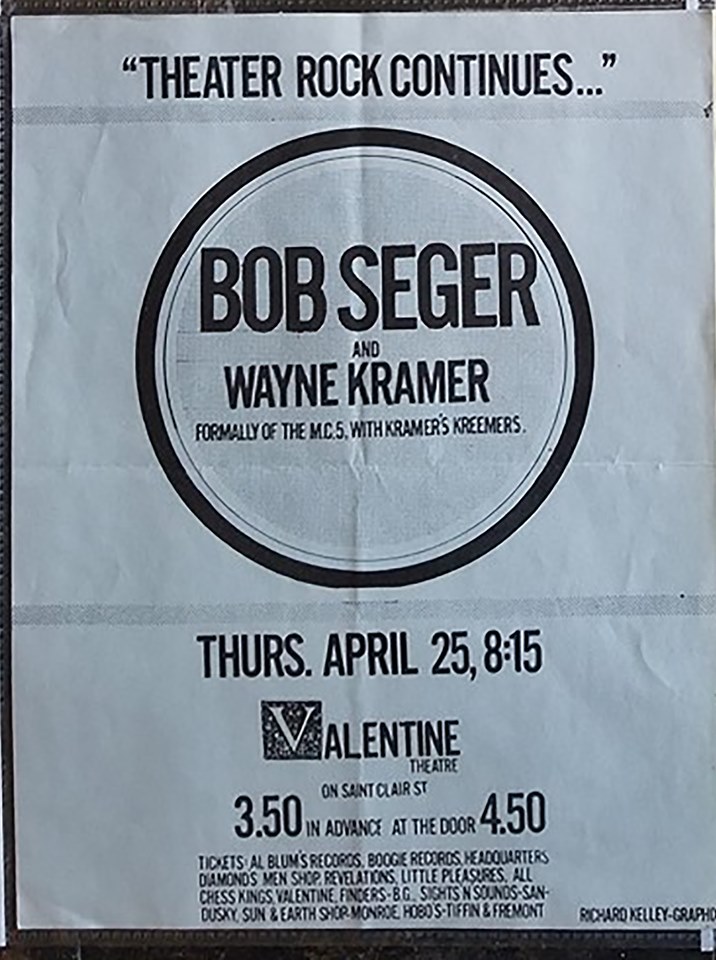 “THEATER ROCK CONTINUES...”
BOB SEGER
AND
WAYNE KRAMER
FORMALLY OF THE M.C.5, WITH KRAMER'S KREEMERS.
THURS. APRIL 25, 8:15
VALENTINE
THEATRE
ON SAINT CLAIR ST
3.50 IN ADVANCE AT THE DOOR 4.50
TICKETS: AL BLUM'S RECORDS, BOOGIE RECORDS, HEADQUARTERS
DIAMONDS MEN SHOP, REVELATIONS, LITTLE PLEASURES, ALL
CHESS KINGS, VALENTINE, FINDERS-B.G., SIGHTS N SOUNDS-SAN-
DUSKY, SUN & EARTH SHOP-MONROE, HOBO'S-TIFFIN & FREMONT
RICHARD KELLEY-GRAPHC